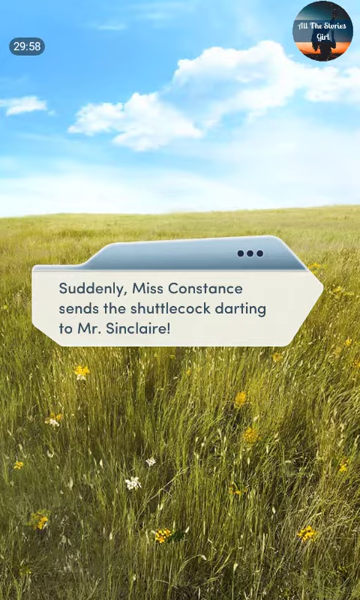 29:58
All The Stories
Girl
Suddenly, Miss Constance
sends the shuttlecock darting
to Mr. Sinclaire!